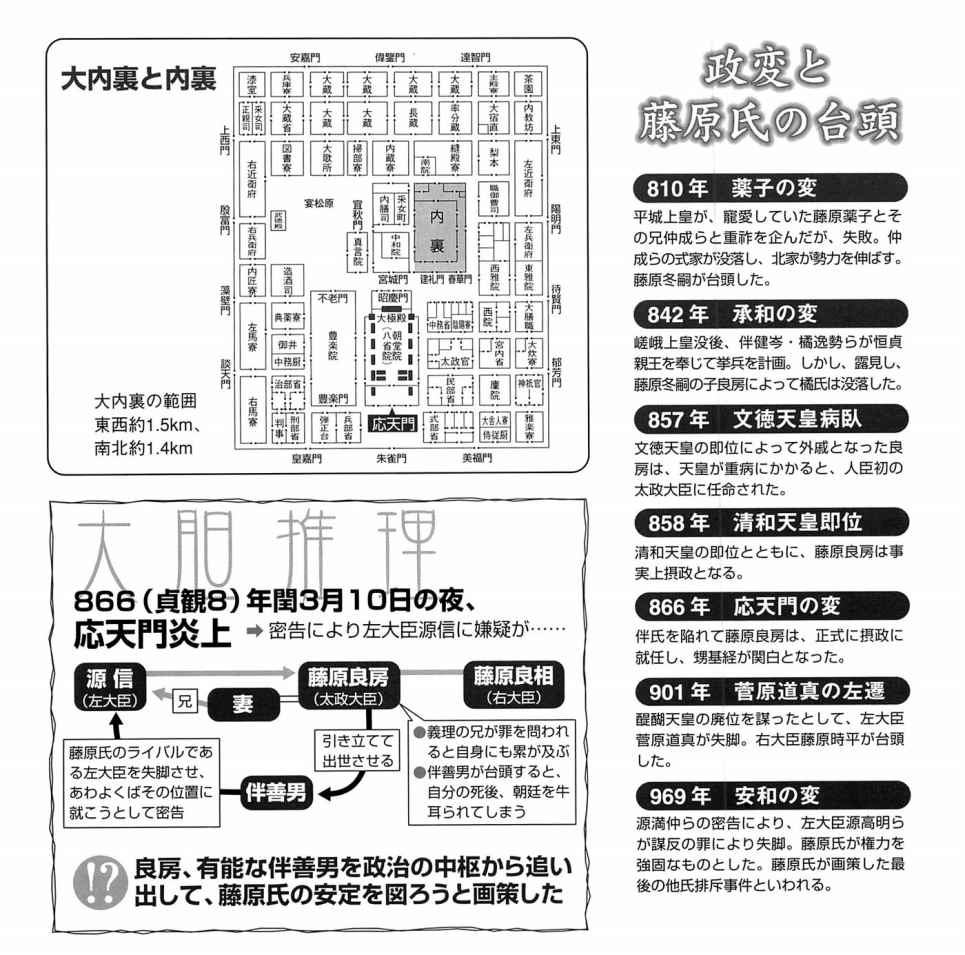 大内裏と内裏
安嘉門
偉鑒門
達智門
漆室
兵庫寮
大蔵
大蔵
大蔵
大蔵
主殿寮
茶園
正親司
采女司
大蔵省
大蔵
大蔵
長蔵
率分蔵
大宿直
内教坊
上西門
上東門
右近衛府
図書寮
大歌所
掃部寮
内蔵寮
南院
縫殿寮
梨本
左近衛府
職御曹司
殷富門
陽明門
宴松原
武徳殿
宜秋門
内膳司
采女町
内裏
中和院
真言院
右兵衛府
左兵衛府
宮城門
建礼門
春華門
西雅院
東雅院
内匠寮
造酒司
藻壁門
待賢門
不老門
昭慶門
大極殿
朝堂院
(八省院)
豊楽院
典薬寮
左馬寮
御井
中務厨
中務省
陰陽寮
西院
大膳職
太政官
宮内省
大炊寮
談天門
郁芳門
治部省
民部省
廩院
神祇官
右馬寮
豊楽門
判事
刑部省
弾正台
兵部省
応天門
式部省
大舎人寮
侍従厨
雅楽寮
皇嘉門
朱雀門
美福門
大内裏の範囲
東西約1.5km、
南北約1.4km
大胆推理
866(貞観8)年閏3月10日の夜、
応天門炎上 ➡ 密告により左大臣源信に嫌疑が……
源 信
(左大臣)
兄
妻
藤原良房
(太政大臣)
藤原良相
(右大臣)
藤原氏のライバルであ
る左大臣を失脚させ、
あわよくばその位置に
就こうとして密告
伴善男
引き立てて
出世させる
●義理の兄が罪を問われ
ると自身にも累が及ぶ
●伴善男が台頭すると、
自分の死後、朝廷を牛
耳られてしまう
!?
良房、有能な伴善男を政治の中枢から追い
出して、藤原氏の安定を図ろうと画策した
政変と
藤原氏の台頭
810年 薬子の変
平城上皇が、寵愛していた藤原薬子とそ
の兄仲成らと重祚を企んだが、失敗。仲
成らの式家が没落し、北家が勢力を伸ばす。
藤原冬嗣が台頭した。
842年 承和の変
嵯峨上皇没後、伴健岑・橘逸勢らが恒貞
親王を奉じて挙兵を計画。しかし、露見し、
藤原冬嗣の子良房によって橘氏は没落した。
857年 文徳天皇病臥
文徳天皇の即位によって外戚となった良
房は、天皇が重病にかかると、人臣初の
太政大臣に任命された。
858年 清和天皇即位
清和天皇の即位とともに、藤原良房は事
実上摂政となる。
866年 応天門の変
伴氏を陥れて藤原良房は、正式に摂政に
就任し、甥基経が関白となった。
901年 菅原道真の左遷
醍醐天皇の廃位を謀ったとして、左大臣
菅原道真が失脚。右大臣藤原時平が台頭
した。
969年 安和の変
源満仲らの密告により、左大臣源高明ら
が謀反の罪により失脚。藤原氏が権力を
強固なものとした。藤原氏が画策した最
後の他氏排斥事件といわれる。